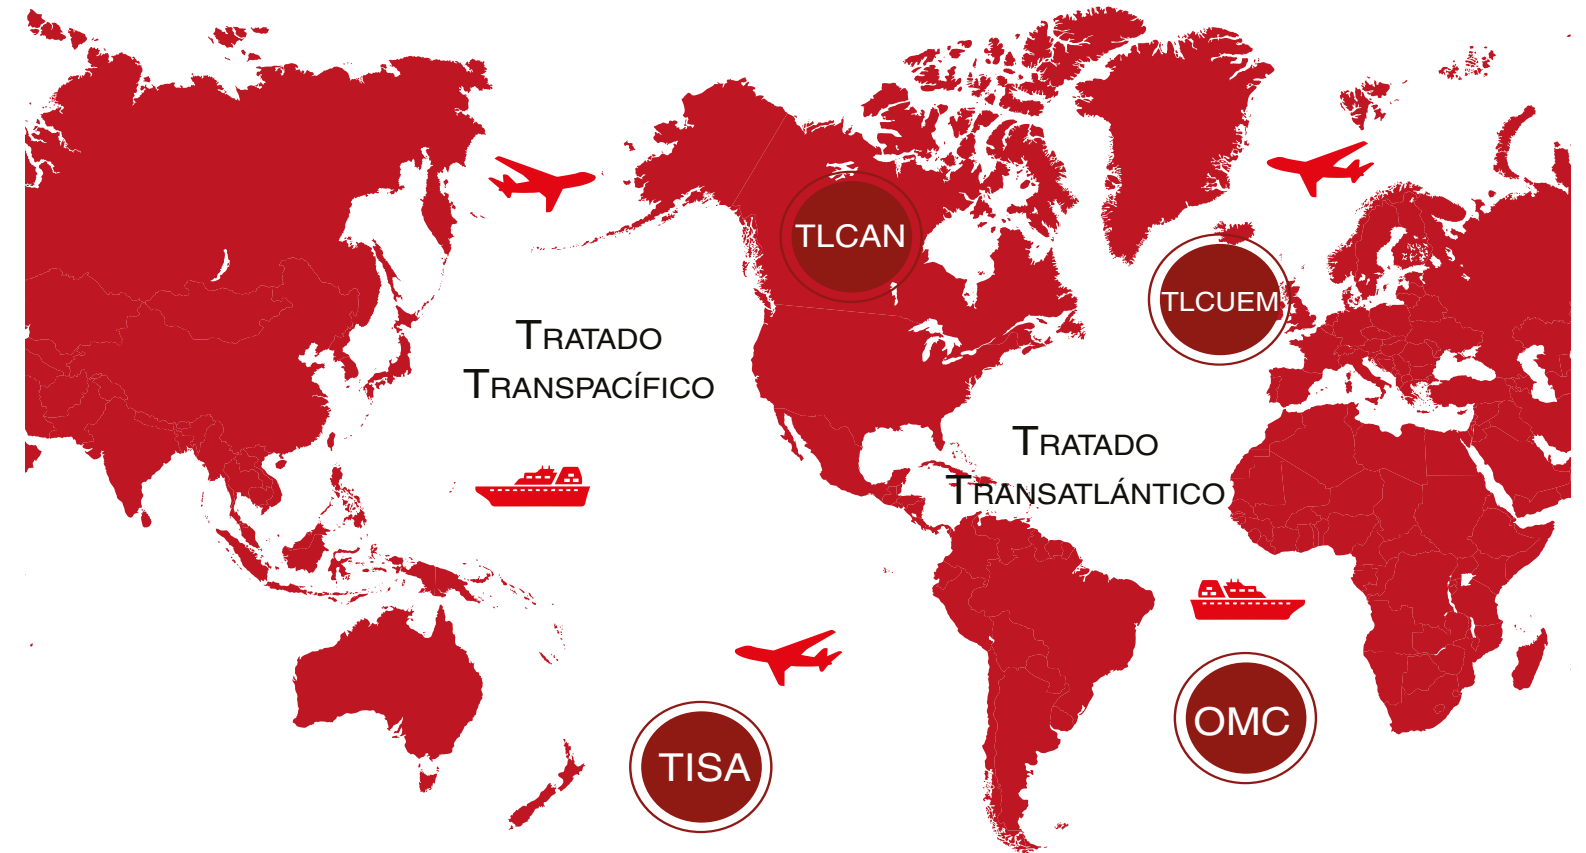 TLCAN
TLCUEM
TRATADO
TRANSPACÍFICO
TRATADO
TRANSATLÁNTICO
OMC
TISA